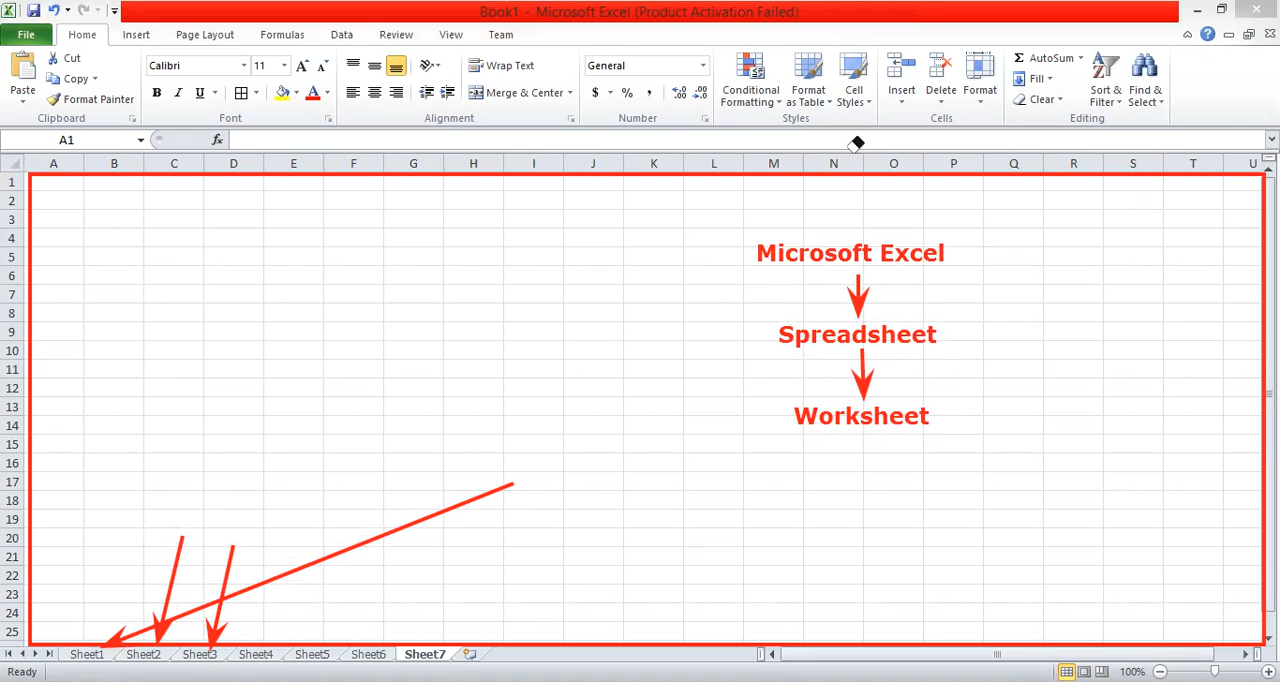 Book1 - Microsoft Excel (Product Activation Failed)
File Home Insert Page Layout Formulas Data Review View Team
Paste
Cut
Copy
Format Painter
Clipboard
Calibri 11
B I U
Font
Wrap Text
Merge & Center
Alignment
General
$ % ,
Number
Conditional
Formatting
Format
as Table
Cell
Styles
Styles
Insert
Delete
Format
Cells
Σ AutoSum
Fill
Clear
Sort &
Filter
Find &
Select
Editing
A1 fx
A B C D E F G H I J K L M N O P Q R S T U
1
2
3
4
5
6
7
8
9
10
11
12
13
14
15
16
17
18
19
20
21
22
23
24
25
Microsoft Excel
Spreadsheet
Worksheet
Sheet1 Sheet2 Sheet3 Sheet4 Sheet5 Sheet6 Sheet7
Ready 100%